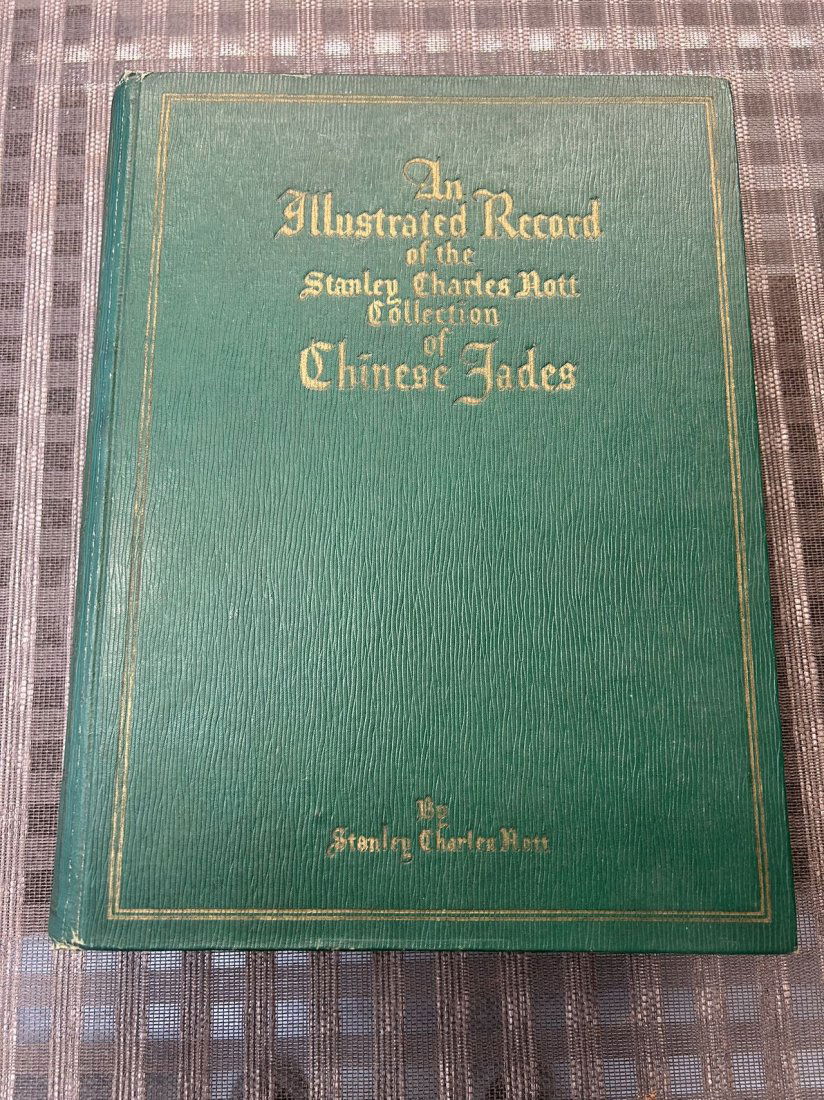 An
Illustrated Record
of the
Stanley Charles Nott
Collection
of
Chinese Jades
By
Stanley Charles Nott